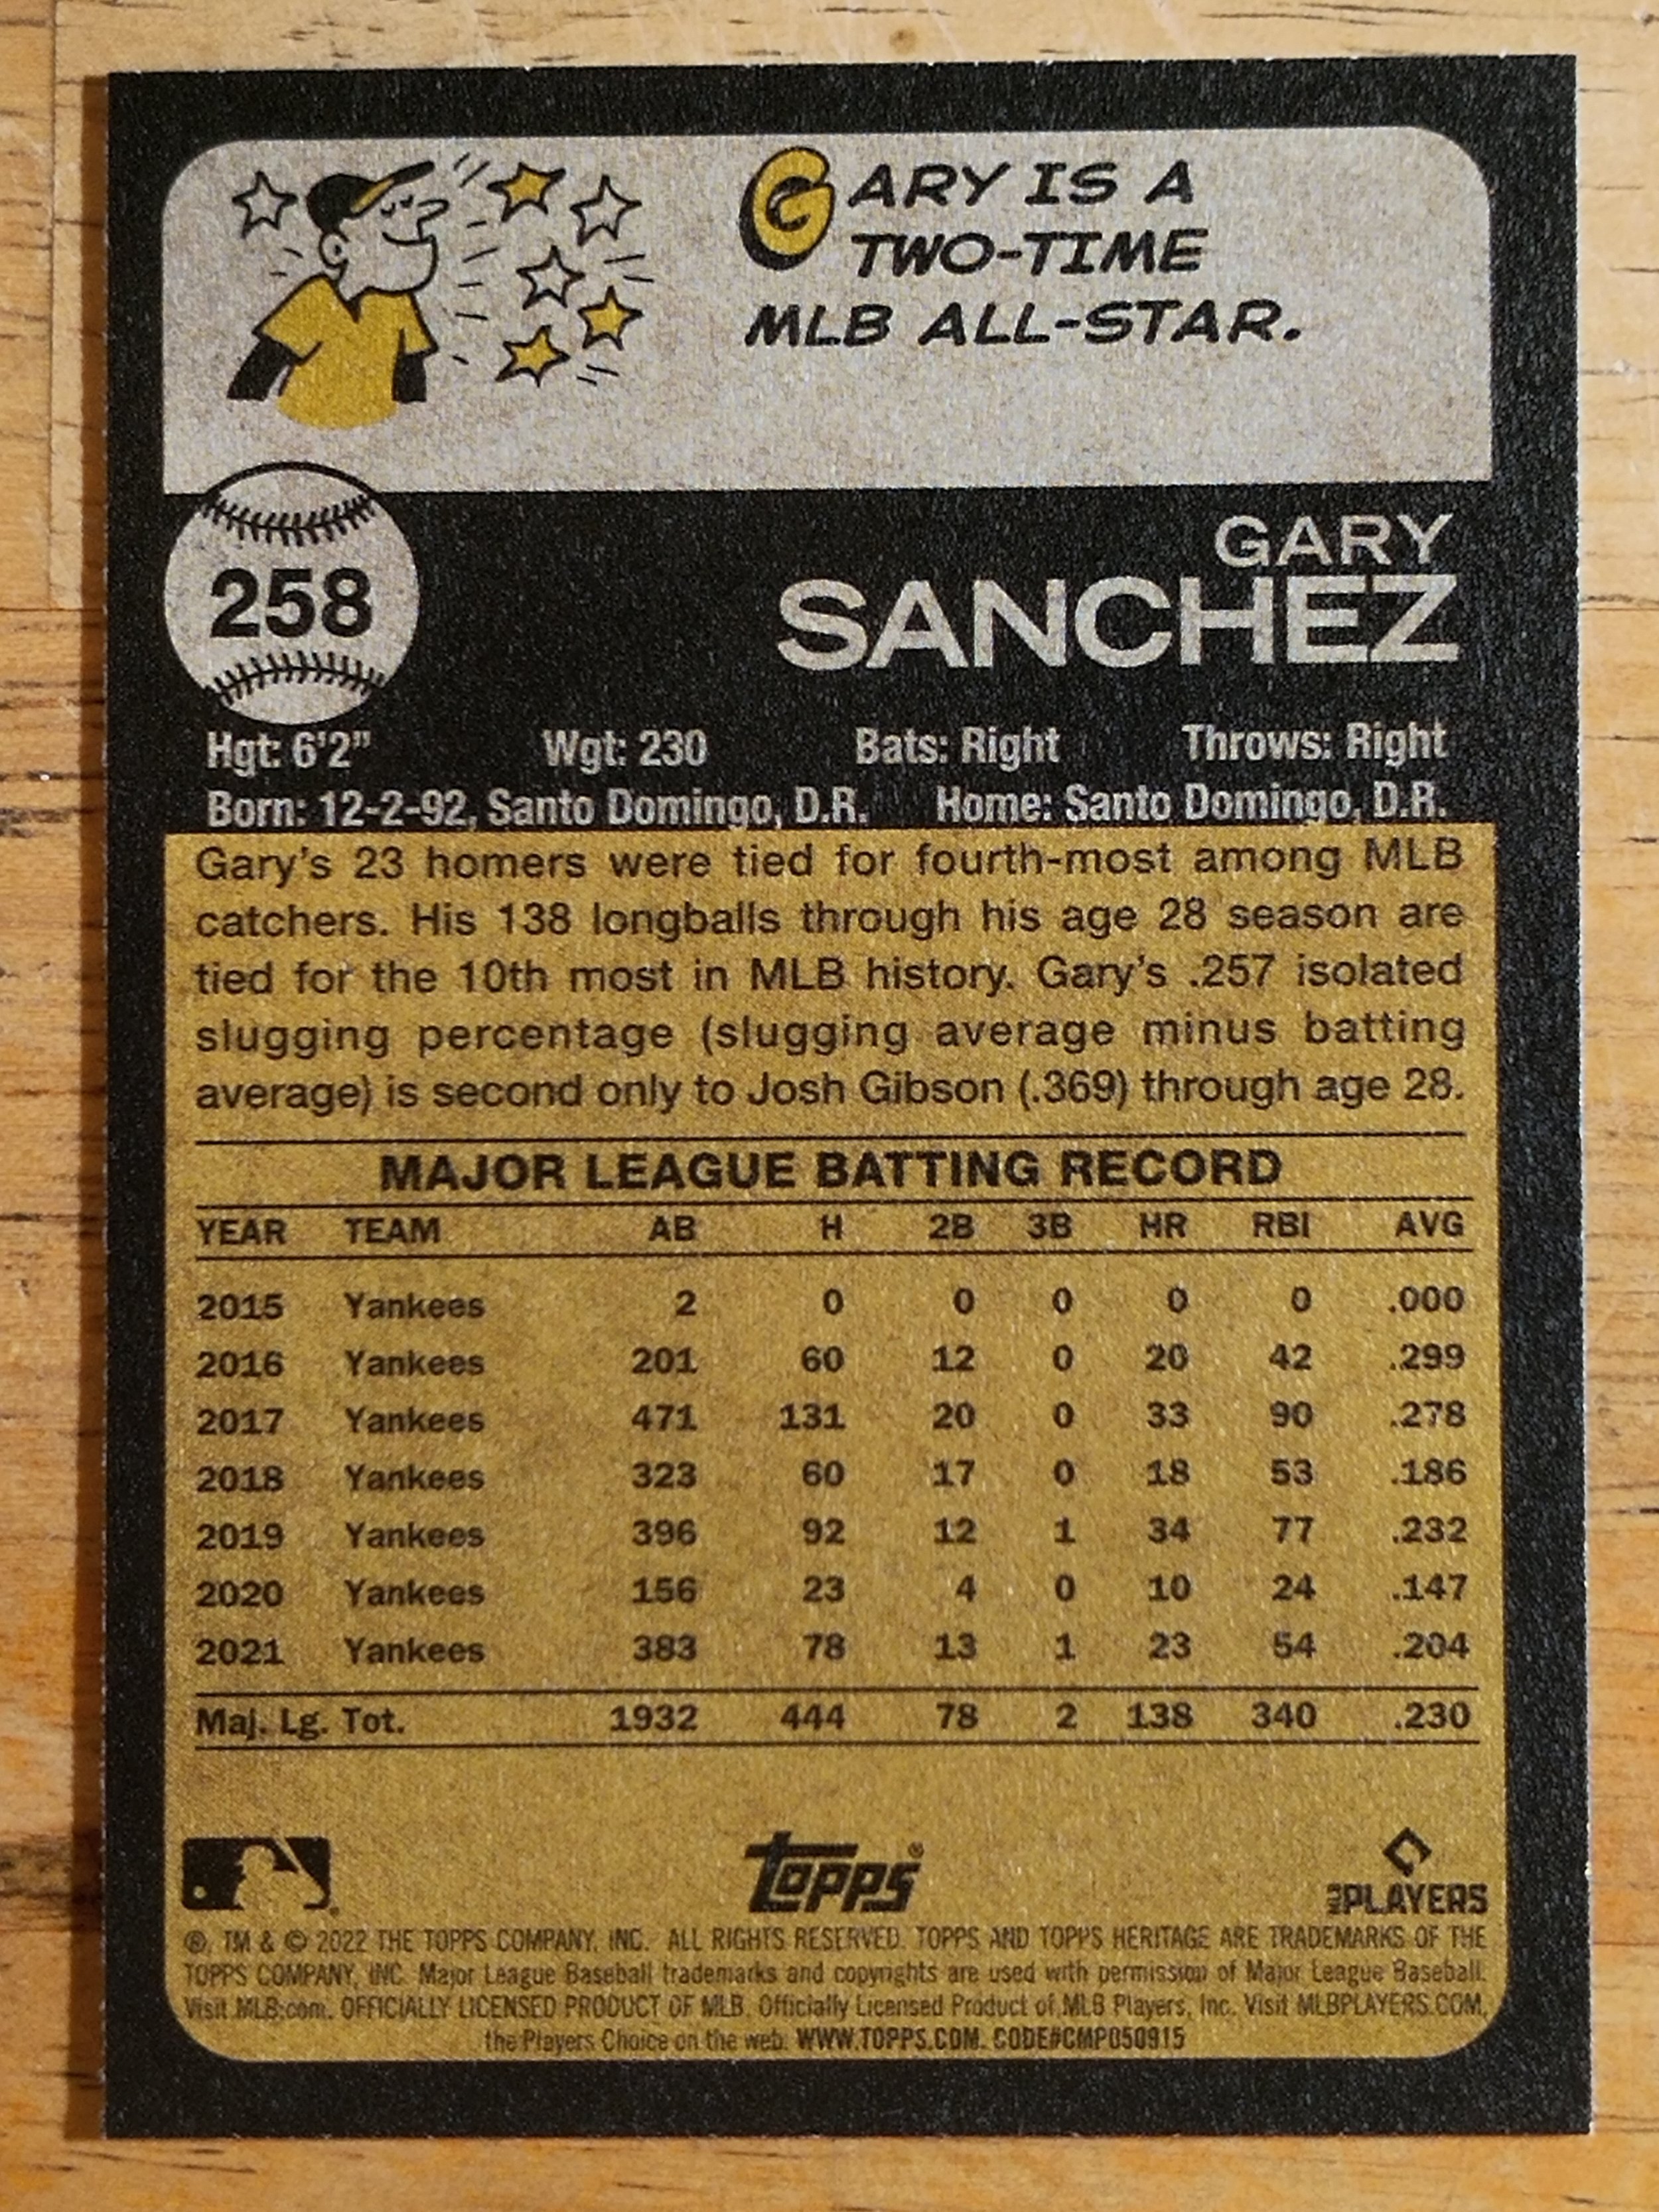 GARY IS A
TWO-TIME
MLB ALL-STAR.
258
GARY
SANCHEZ
Hgt: 6'2" Wgt: 230 Bats: Right Throws: Right
Born: 12-2-92, Santo Domingo, D.R. Home: Santo Domingo, D.R.
Gary's 23 homers were tied for fourth-most among MLB
catchers. His 138 longballs through his age 28 season are
tied for the 10th most in MLB history. Gary's .257 isolated
slugging percentage (slugging average minus batting
average) is second only to Josh Gibson (.369) through age 28.
MAJOR LEAGUE BATTING RECORD
YEAR TEAM AB H 2B 3B HR RBI AVG
2015 Yankees 2 0 0 0 0 0 .000
2016 Yankees 201 60 12 0 20 42 .299
2017 Yankees 471 131 20 0 33 90 .278
2018 Yankees 323 60 17 0 18 53 .186
2019 Yankees 396 92 12 1 34 77 .232
2020 Yankees 156 23 4 0 10 24 .147
2021 Yankees 383 78 13 1 23 54 .204
Maj. Lg. Tot. 1932 444 78 2 138 340 .230
Topps® MLB PLAYERS
®, TM & © 2022 THE TOPPS COMPANY, INC. ALL RIGHTS RESERVED. TOPPS AND TOPPS HERITAGE ARE TRADEMARKS OF THE
TOPPS COMPANY, INC. Major League Baseball trademarks and copyrights are used with permission of Major League Baseball.
Visit MLB.com. OFFICIALLY LICENSED PRODUCT OF MLB. Officially Licensed Product of MLB Players, Inc. Visit MLBPLAYERS.COM,
the Players Choice on the web. WWW.TOPPS.COM. CODE#CMP050915